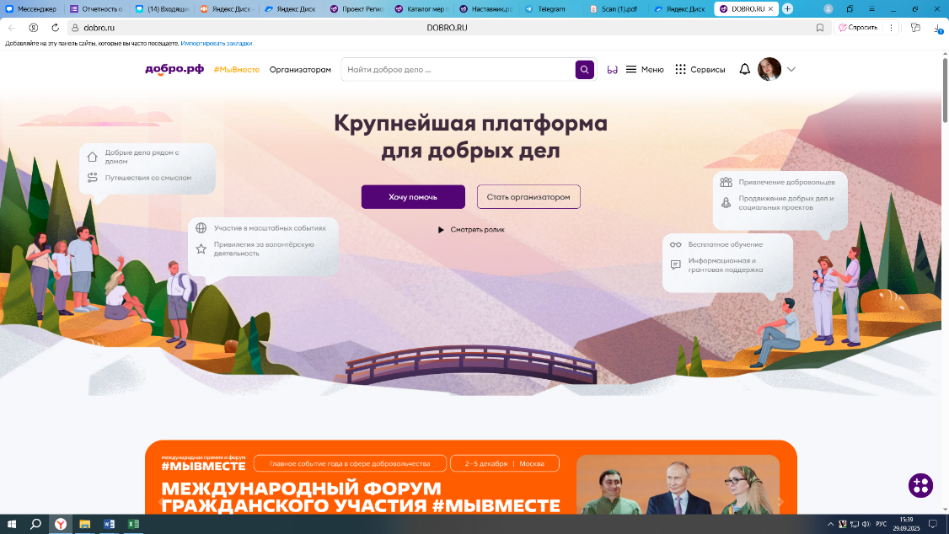 Мессенджер
Отчетность о
(14) Входящи
Яндекс Диск -
Яндекс Диск
Проект Регис
Каталог мер п
Наставник.ро
Telegram
Scan (1).pdf
Яндекс Диск
DOBRO.RU
dobro.ru
DOBRO.RU
Спросить
Добавляйте на эту панель сайты, которые вы часто посещаете. Импортировать закладки
добро.рф
#МыВместе
Организаторам
Найти доброе дело ...
Меню
Сервисы
Крупнейшая платформа
для добрых дел
Хочу помочь
Стать организатором
Смотреть ролик
Добрые дела рядом с
домом
Путешествия со смыслом
Участие в масштабных событиях
Привилегия за волонтёрскую
деятельность
Привлечение добровольцев
Продвижение добрых дел и
социальных проектов
Бесплатное обучение
Информационная и
грантовая поддержка
международная премия и форум
#МЫВМЕСТЕ
Главное событие года в сфере добровольчества
2–5 декабря | Москва
МЕЖДУНАРОДНЫЙ ФОРУМ
ГРАЖДАНСКОГО УЧАСТИЯ #МЫВМЕСТЕ
РУС
15:39
29.09.2025